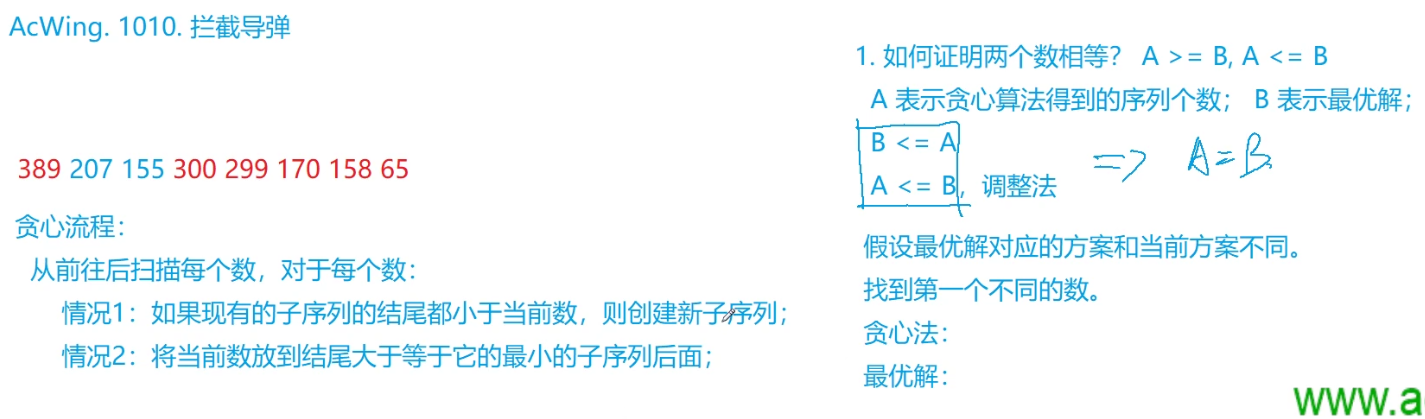 AcWing. 1010. 拦截导弹
389 207 155 300 299 170 158 65
贪心流程：
从前往后扫描每个数，对于每个数：
情况1：如果现有的子序列的结尾都小于当前数，则创建新子序列；
情况2：将当前数放到结尾大于等于它的最小的子序列后面；
1. 如何证明两个数相等？ A >= B, A <= B
A 表示贪心算法得到的序列个数； B 表示最优解；
B <= A
A <= B，调整法
=> A=B
假设最优解对应的方案和当前方案不同。
找到第一个不同的数。
贪心法：
最优解：
www.a